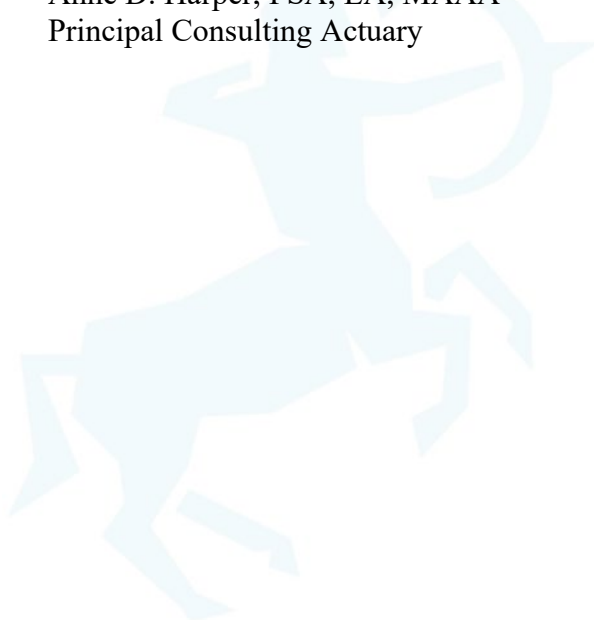 Anne D. Harper, FSA, EA, MAAA
Principal Consulting Actuary